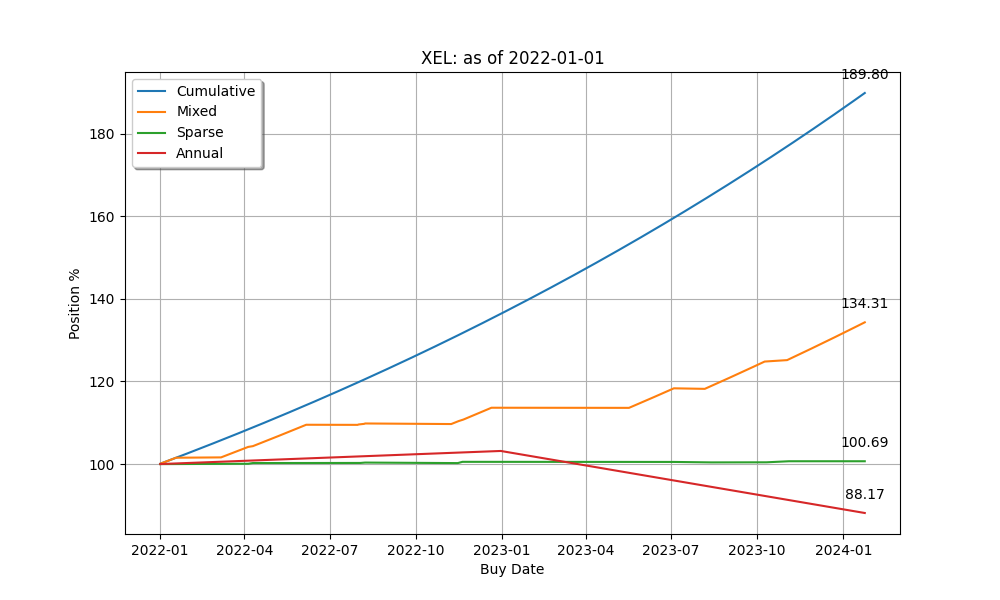 XEL: as of 2022-01-01
189.80
Cumulative
Mixed
Sparse
Annual
180
160
140
134.31
120
100.69
100
88.17
Position %
2022-01 2022-04 2022-07 2022-10 2023-01 2023-04 2023-07 2023-10 2024-01
Buy Date